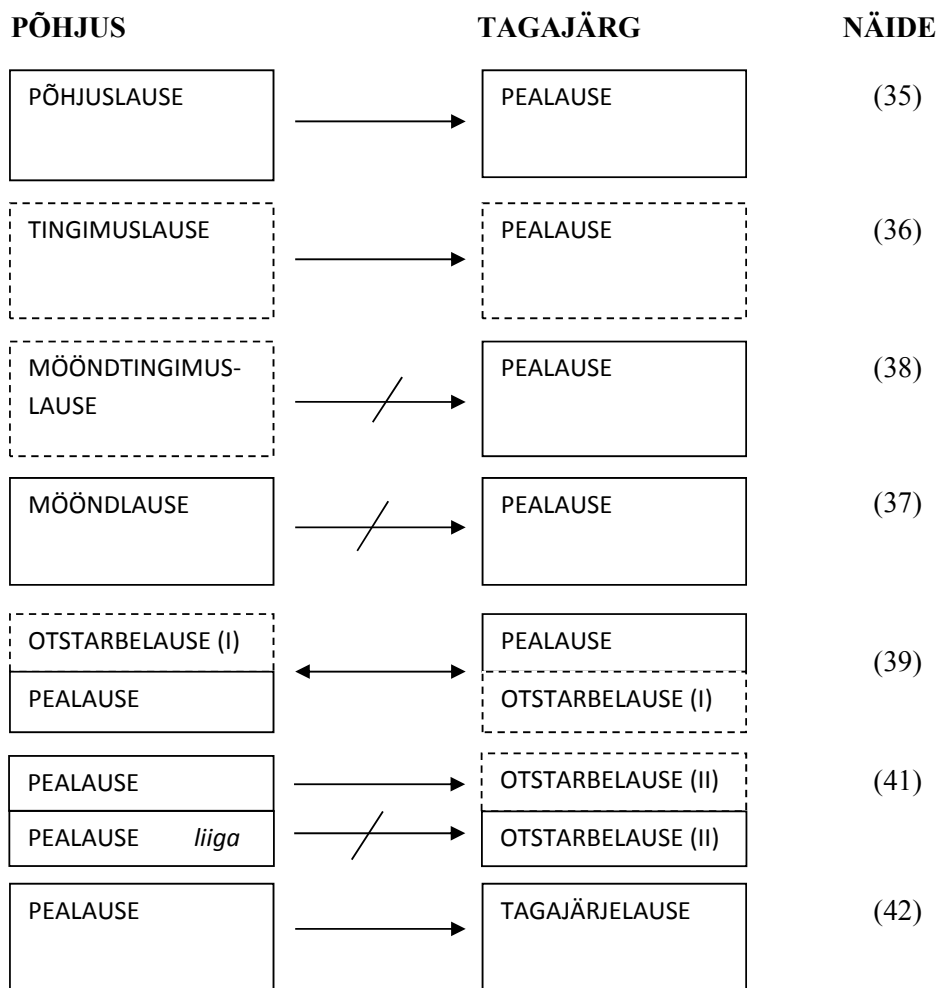 PÕHJUS TAGAJÄRG NÄIDE
PÕHJUSLAUSE PEALAUSE (35)
TINGIMUSLAUSE PEALAUSE (36)
MÖÖNDTINGIMUS-
LAUSE PEALAUSE (38)
MÖÖNDLAUSE PEALAUSE (37)
OTSTARBELAUSE (I) PEALAUSE (39)
PEALAUSE OTSTARBELAUSE (I)
PEALAUSE OTSTARBELAUSE (II) (41)
PEALAUSE liiga OTSTARBELAUSE (II)
PEALAUSE TAGAJÄRJELAUSE (42)